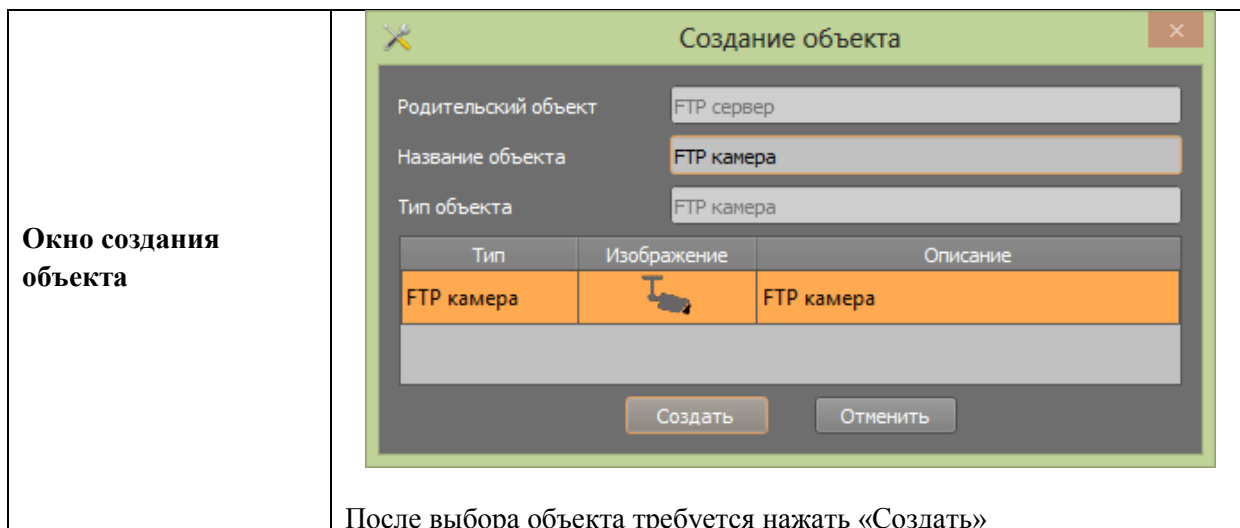 Окно создания
объекта
Создание объекта
Родительский объект FTP сервер
Название объекта FTP камера
Тип объекта FTP камера
Тип Изображение Описание
FTP камера FTP камера
Создать Отменить
После выбора объекта требуется нажать «Создать»